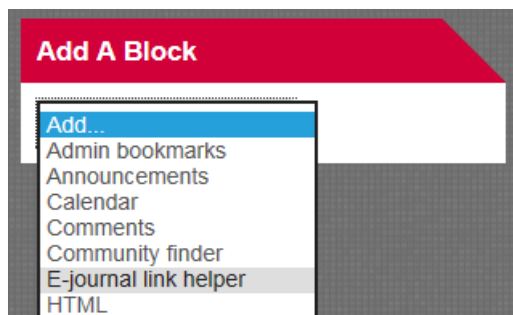 Add A Block
Add...
Admin bookmarks
Announcements
Calendar
Comments
Community finder
E-journal link helper
HTML